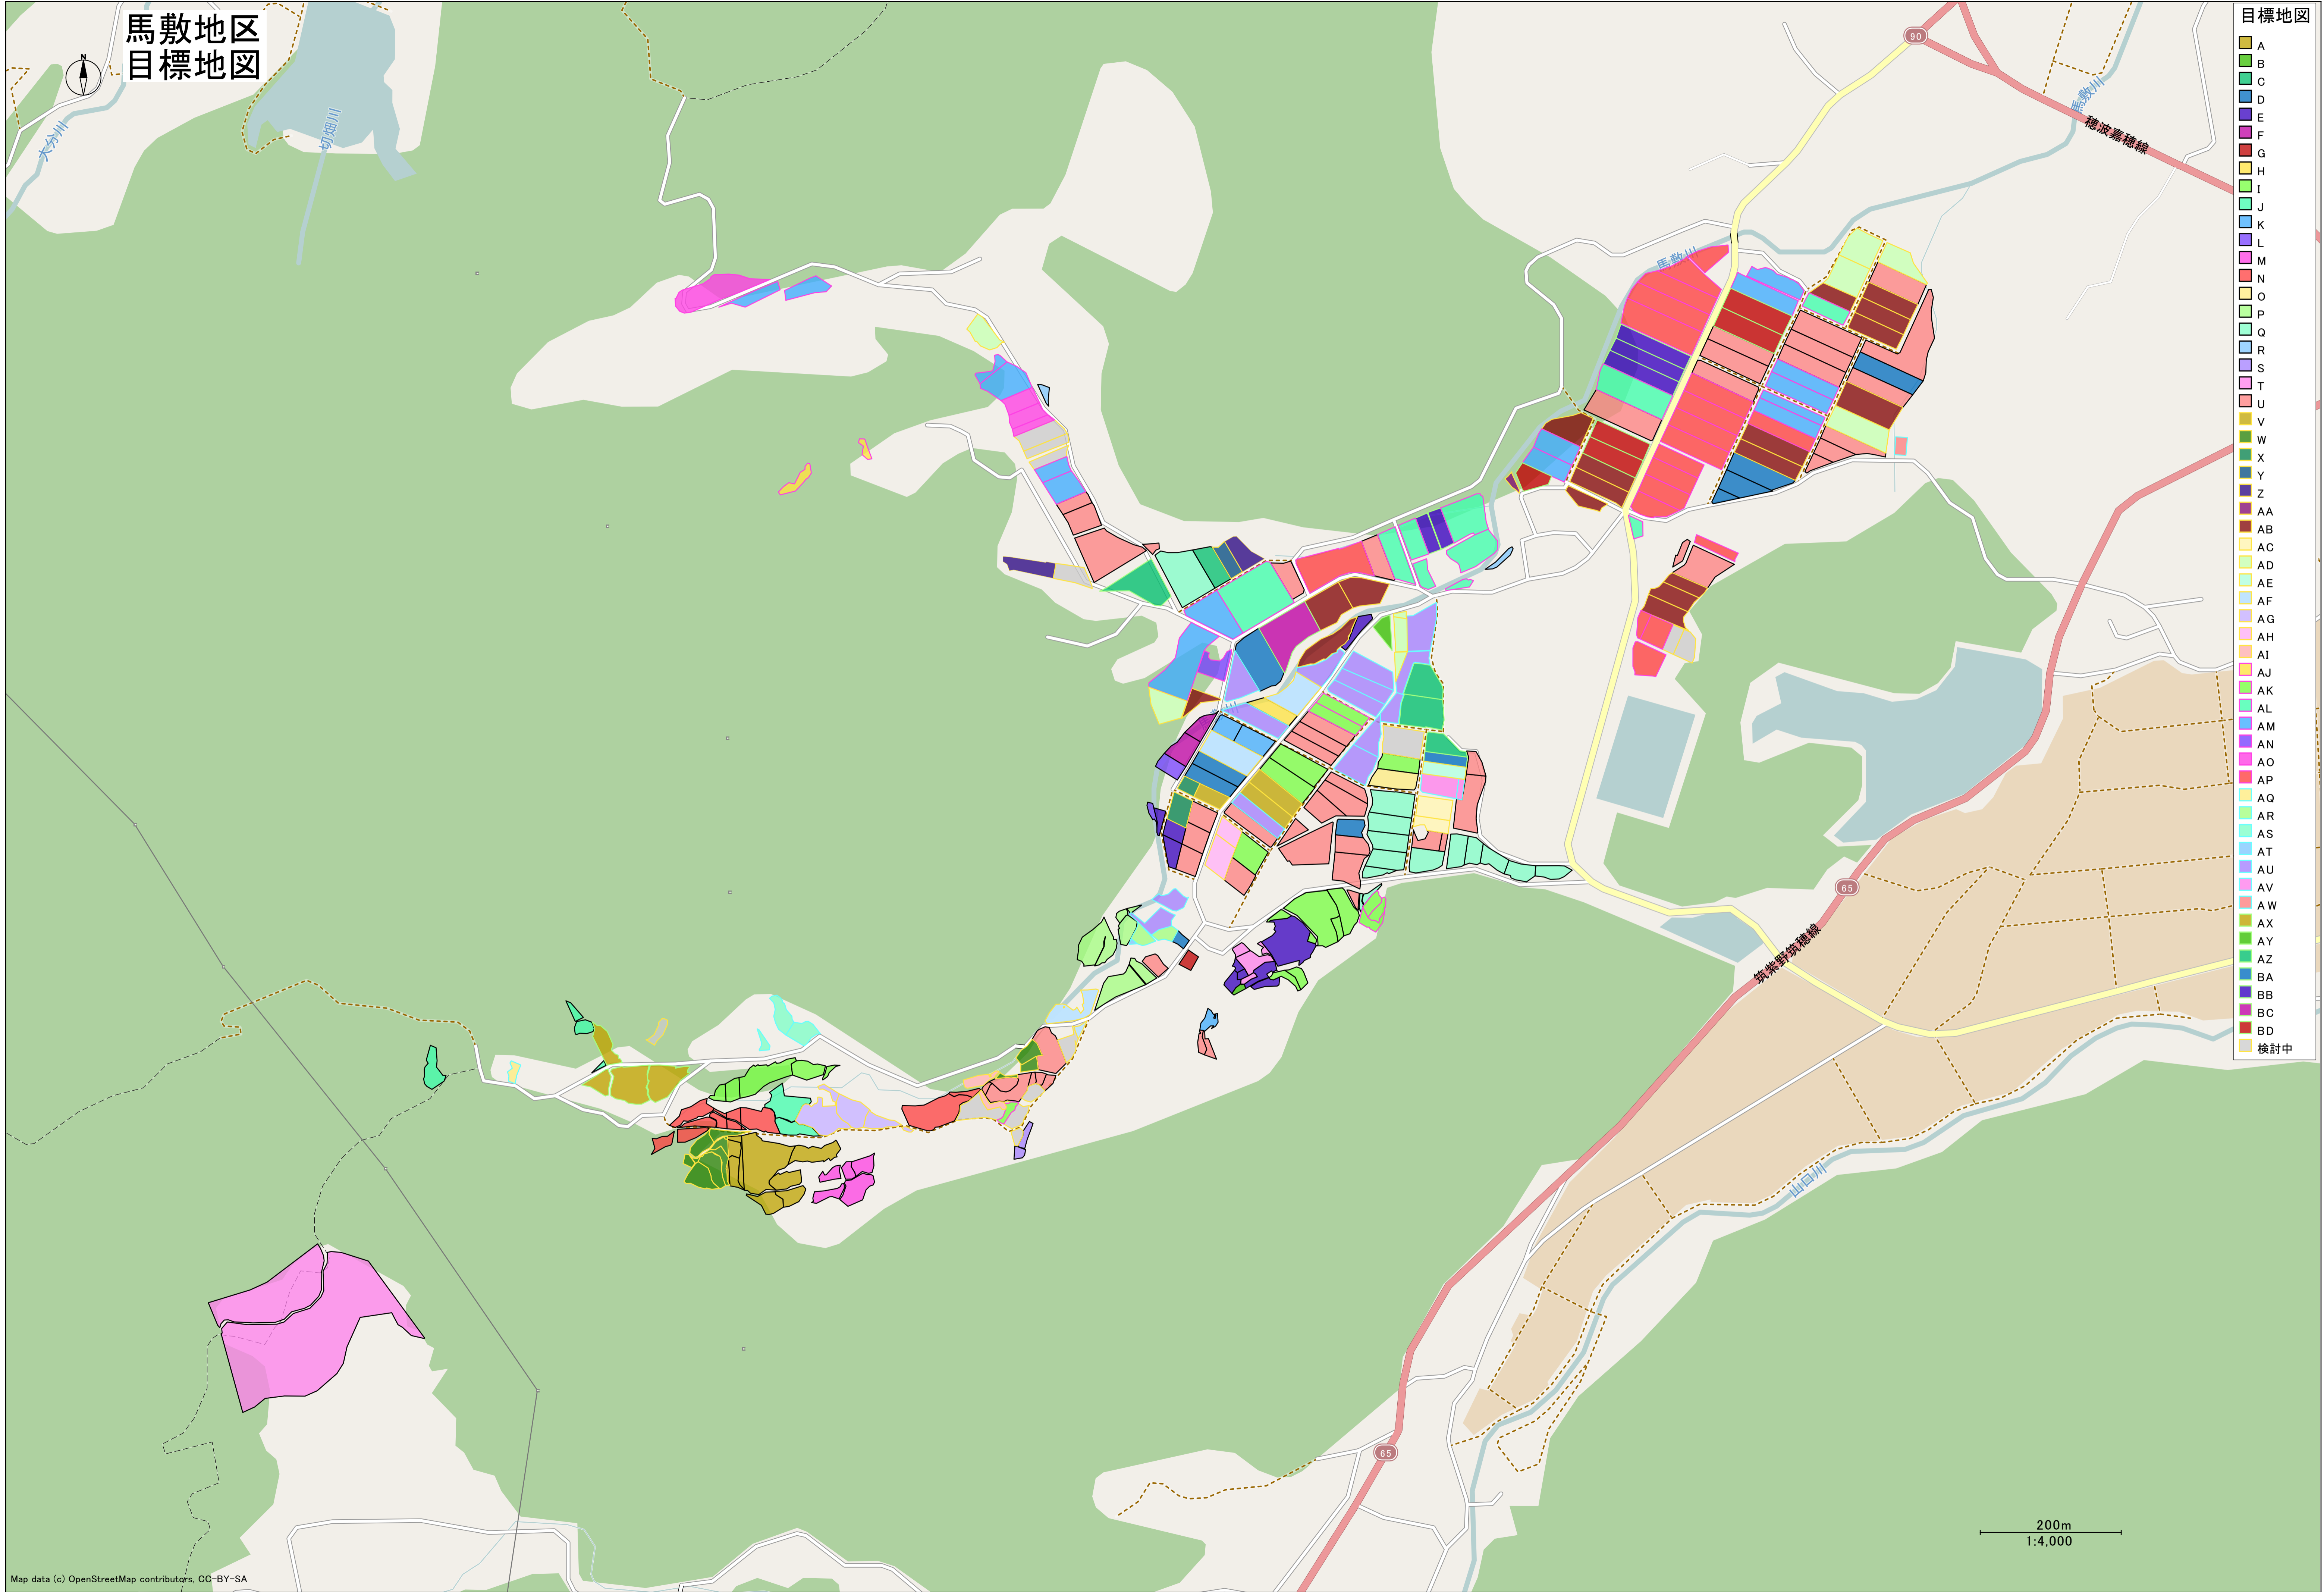 馬敷地区
目標地図
N
目標地図
A
B
C
D
E
F
G
H
I
J
K
L
M
N
O
P
Q
R
S
T
U
V
W
X
Y
Z
AA
AB
AC
AD
AE
AF
AG
AH
AI
AJ
AK
AL
AM
AN
AO
AP
AQ
AR
AS
AT
AU
AV
AW
AX
AY
AZ
BA
BB
BC
BD
検討中
大分川
切畑川
90
馬敷川
穂波嘉穂線
馬敷川
65
筑紫野筑穂線
山口川
65
200m
1:4,000
Map data (c) OpenStreetMap contributors, CC-BY-SA